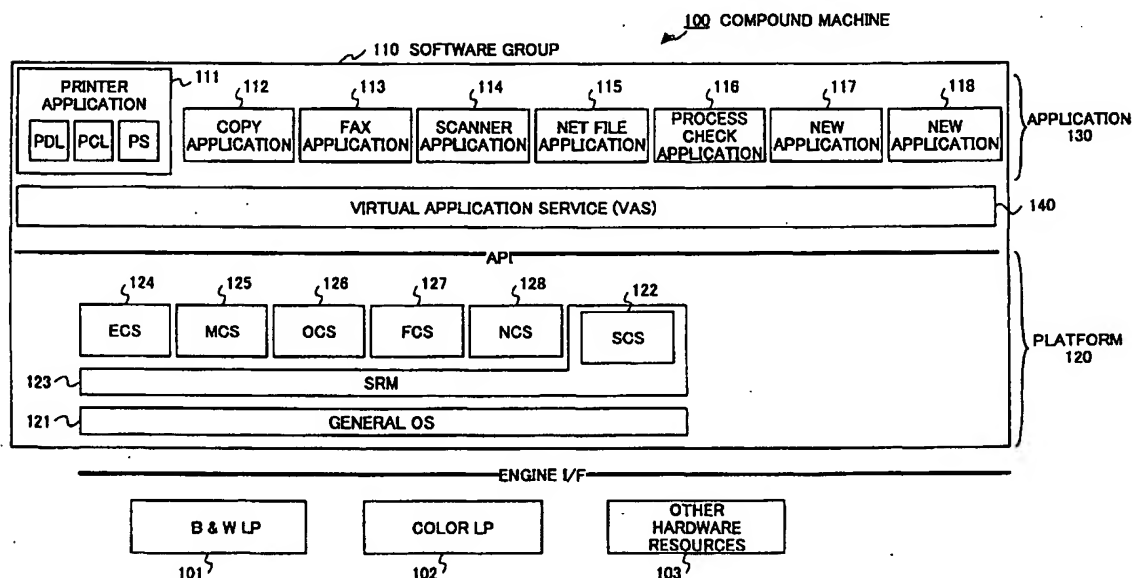 100 COMPOUND MACHINE
110 SOFTWARE GROUP
111
PRINTER
APPLICATION
PDL PCL PS
112
COPY
APPLICATION
113
FAX
APPLICATION
114
SCANNER
APPLICATION
115
NET FILE
APPLICATION
116
PROCESS
CHECK
APPLICATION
117
NEW
APPLICATION
118
NEW
APPLICATION
APPLICATION
130
VIRTUAL APPLICATION SERVICE (VAS)
140
API
124
ECS
125
MCS
126
OCS
127
FCS
128
NCS
122
SCS
PLATFORM
120
123
SRM
121
GENERAL OS
ENGINE I/F
B & W LP
101
COLOR LP
102
OTHER
HARDWARE
RESOURCES
103